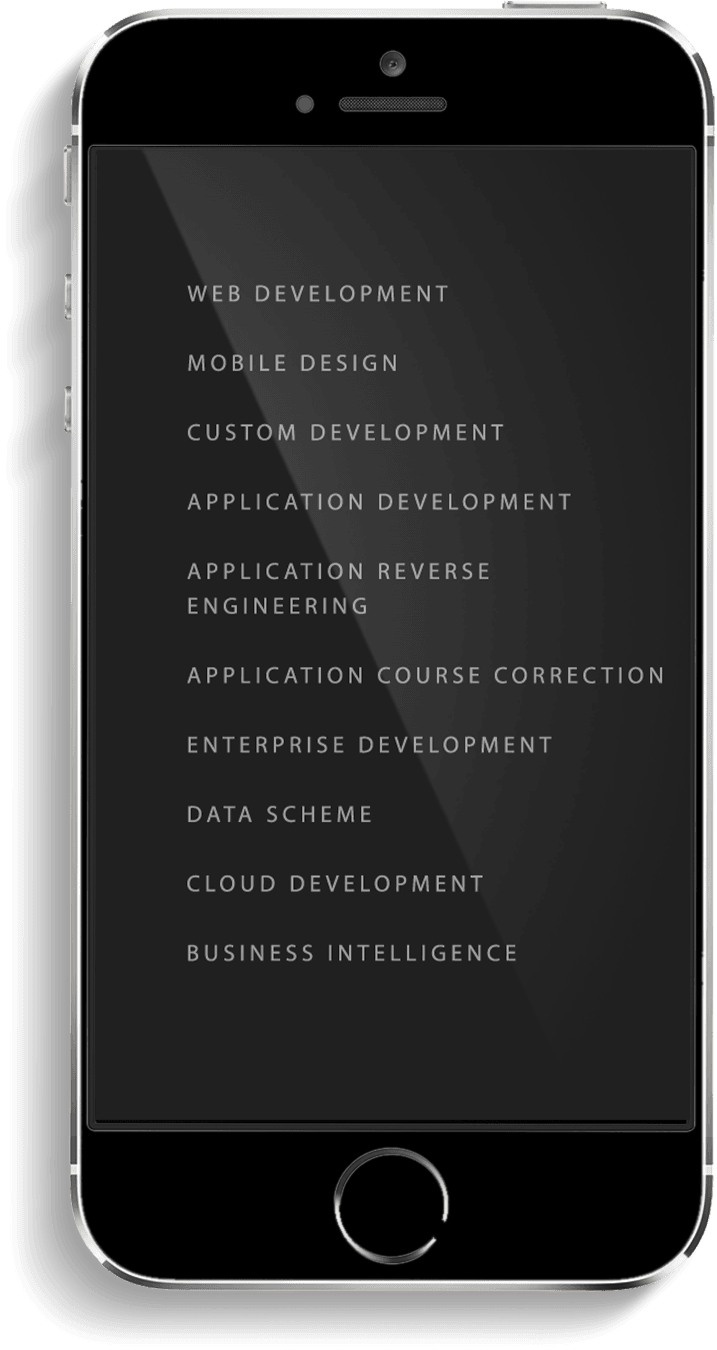 WEB DEVELOPMENT
MOBILE DESIGN
CUSTOM DEVELOPMENT
APPLICATION DEVELOPMENT
APPLICATION REVERSE
ENGINEERING
APPLICATION COURSE CORRECTION
ENTERPRISE DEVELOPMENT
DATA SCHEME
CLOUD DEVELOPMENT
BUSINESS INTELLIGENCE